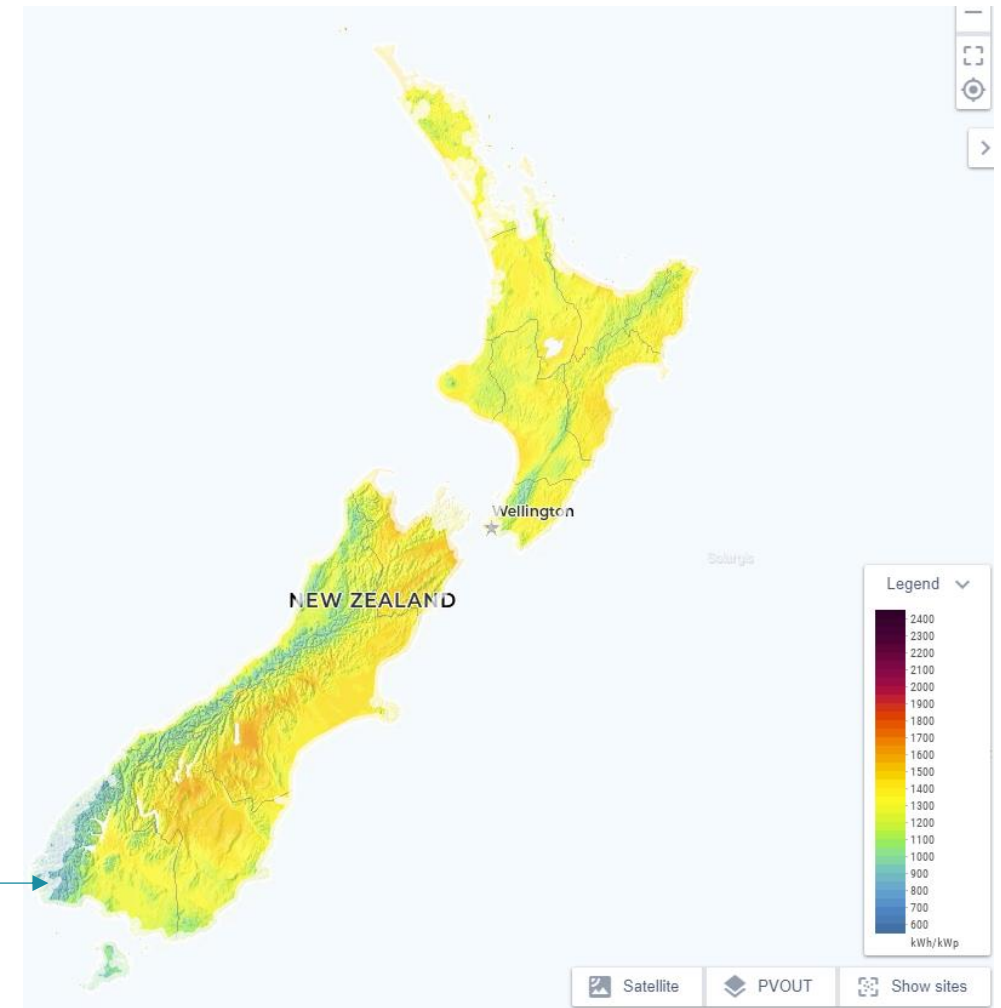 Wellington
Solargis
NEW ZEALAND
Legend
2400
2300
2200
2100
2000
1900
1800
1700
1600
1500
1400
1300
1200
1100
1000
900
800
700
600
kWh/kWp
Satellite
PVOUT
Show sites